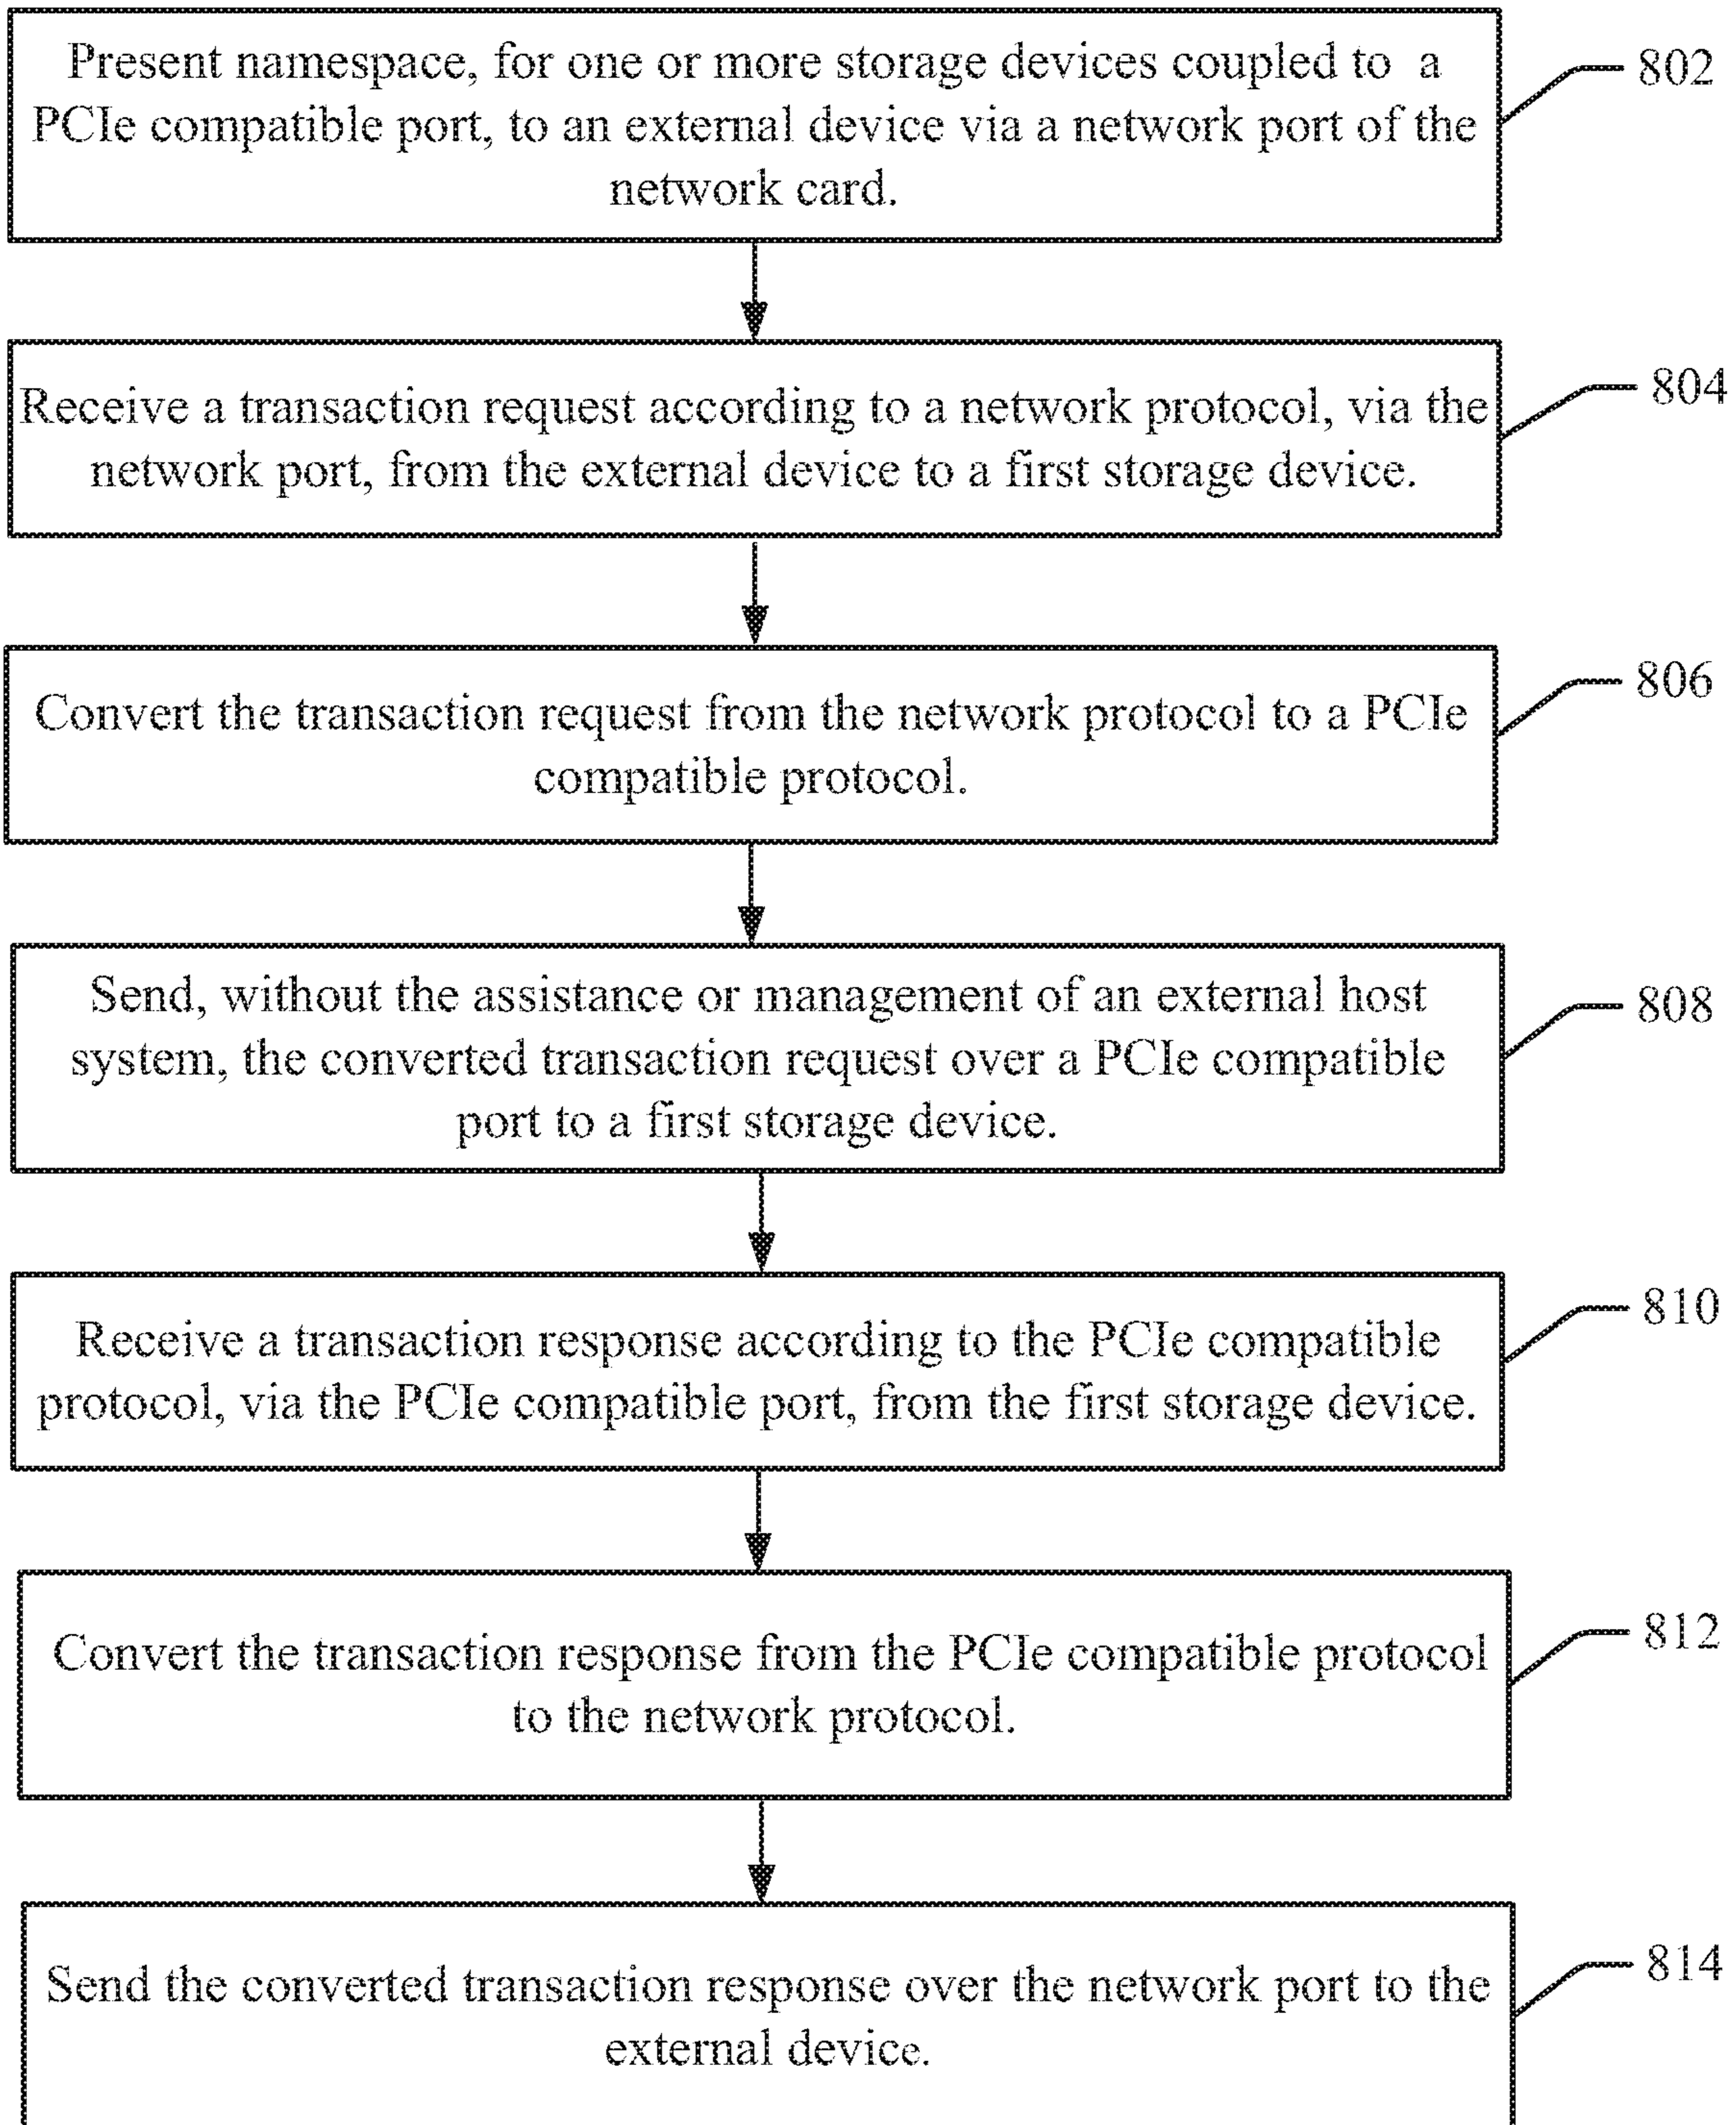 Present namespace, for one or more storage devices coupled to a
PCIe compatible port, to an external device via a network port of the
network card.
802
Receive a transaction request according to a network protocol, via the
network port, from the external device to a first storage device.
804
Convert the transaction request from the network protocol to a PCIe
compatible protocol.
806
Send, without the assistance or management of an external host
system, the converted transaction request over a PCIe compatible
port to a first storage device.
808
Receive a transaction response according to the PCIe compatible
protocol, via the PCIe compatible port, from the first storage device.
810
Convert the transaction response from the PCIe compatible protocol
to the network protocol.
812
Send the converted transaction response over the network port to the
external device.
814